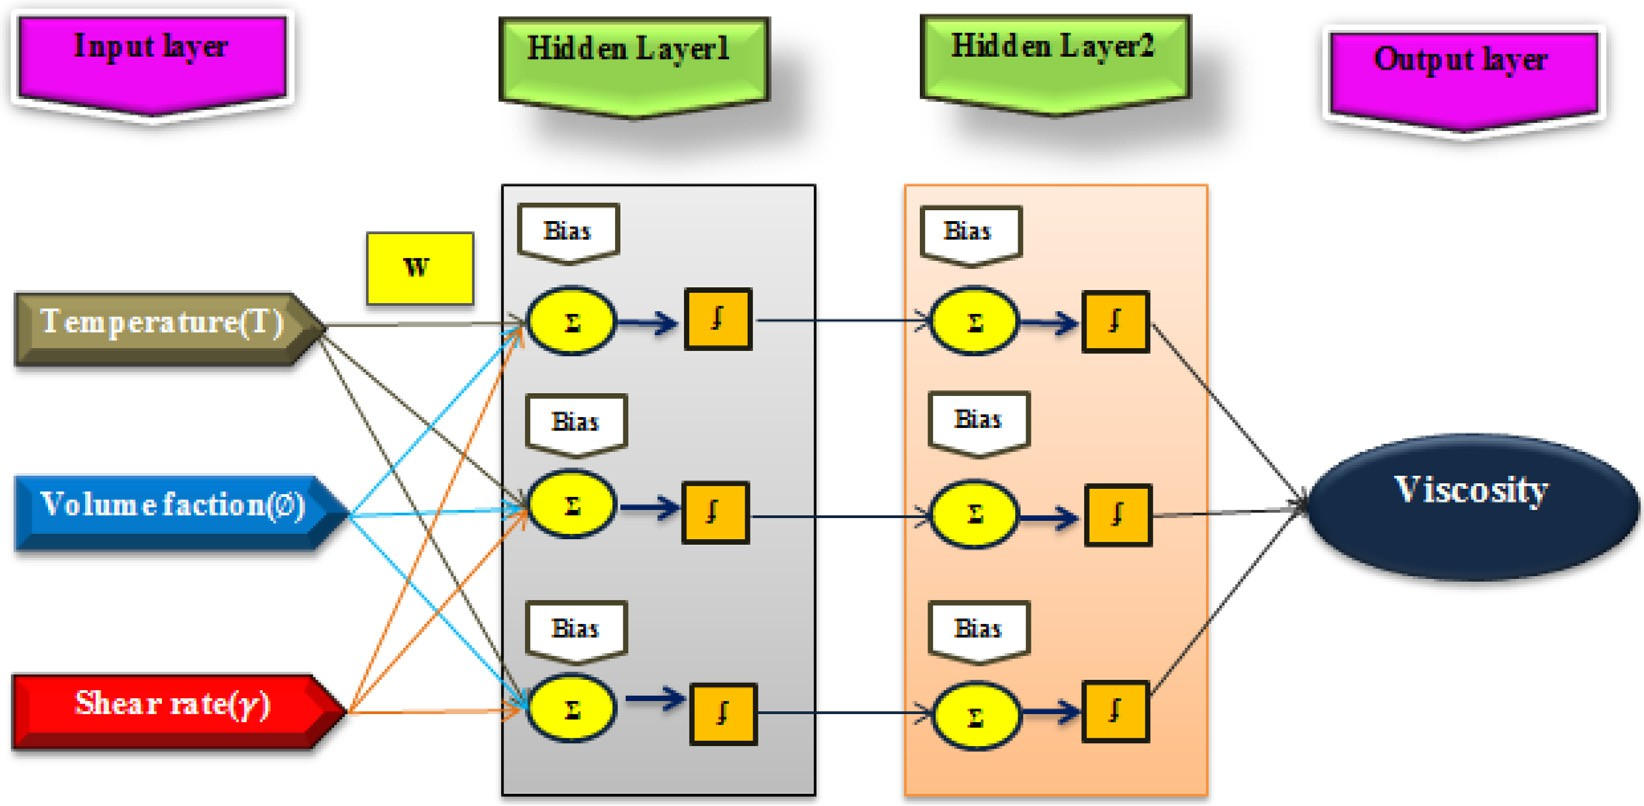 Input layer
Hidden Layer1
Hidden Layer2
Output layer
W
Bias
Bias
Temperature(T)
Σ
ʄ
Σ
ʄ
Bias
Bias
Volume faction(Ø)
Σ
ʄ
Σ
ʄ
Viscosity
Bias
Bias
Shear rate(γ)
Σ
ʄ
Σ
ʄ